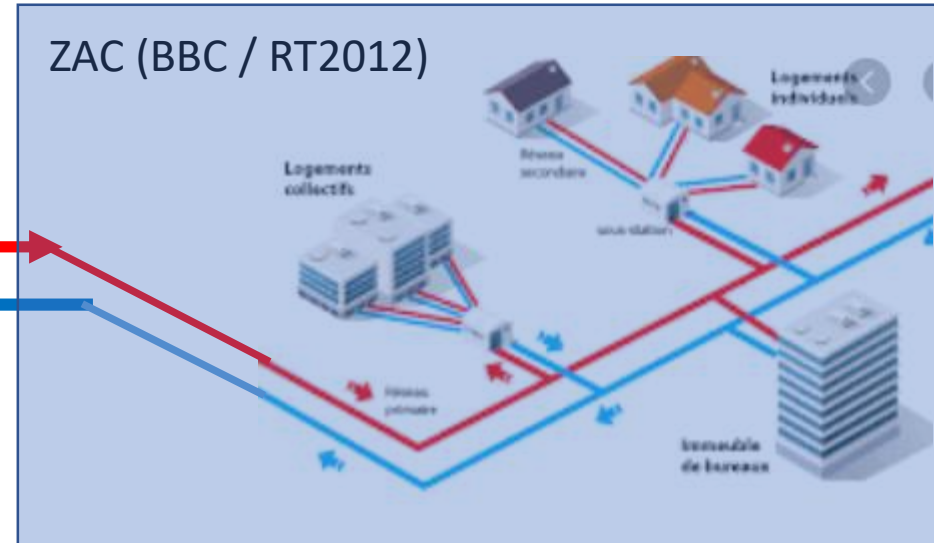 ZAC (BBC / RT2012)
Logements
individuels
Réseau
secondaire
Logements
collectifs
sous-station
Réseau
primaire
Immeuble
de bureaux